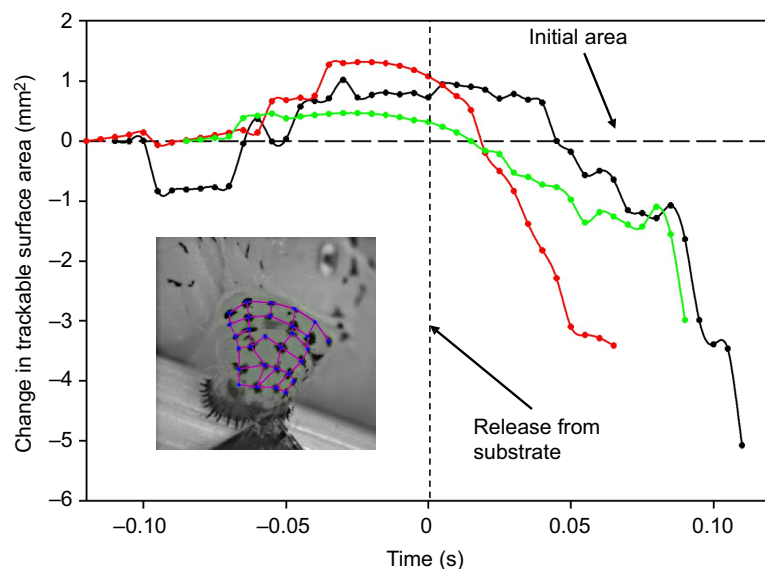 2
1
0
–1
–2
–3
–4
–5
–6
Change in trackable surface area (mm²)
Initial area
Release from
substrate
–0.10
–0.05
0
0.05
0.10
Time (s)